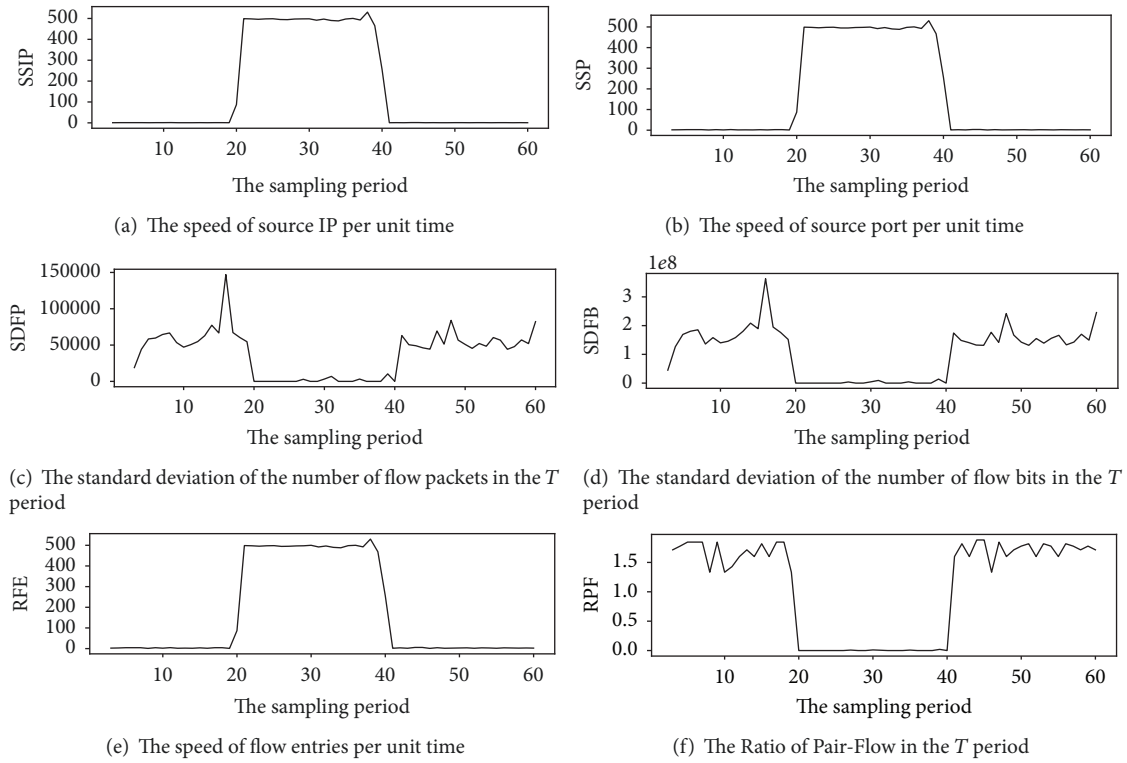 500
400
300
200
100
0
SSIP
10 20 30 40 50 60
The sampling period
(a) The speed of source IP per unit time
500
400
300
200
100
0
SSP
10 20 30 40 50 60
The sampling period
(b) The speed of source port per unit time
150000
100000
50000
0
SDFP
10 20 30 40 50 60
The sampling period
(c) The standard deviation of the number of flow packets in the T
period
1e8
3
2
1
0
SDFB
10 20 30 40 50 60
The sampling period
(d) The standard deviation of the number of flow bits in the T
period
500
400
300
200
100
0
RFE
10 20 30 40 50 60
The sampling period
(e) The speed of flow entries per unit time
1.5
1.0
0.5
0.0
RPF
10 20 30 40 50 60
The sampling period
(f) The Ratio of Pair-Flow in the T period